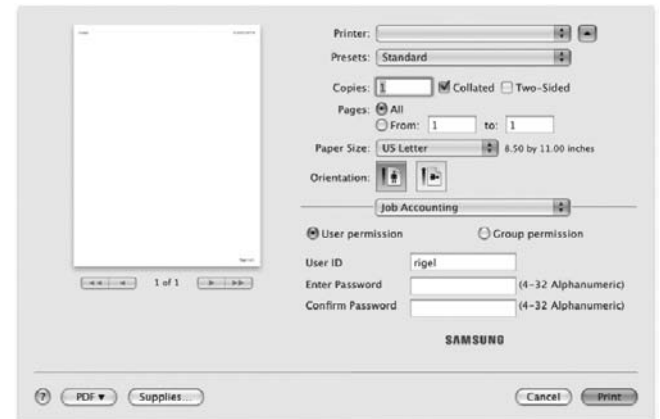 Printer:
Presets: Standard
Copies: 1 Collated Two-Sided
Pages: All
From: 1 to: 1
Paper Size: US Letter 8.50 by 11.00 inches
Orientation:
Job Accounting
User permission Group permission
User ID rigel
Enter Password (4-32 Alphanumeric)
Confirm Password (4-32 Alphanumeric)
SAMSUNG
1 of 1
? PDF Supplies... Cancel Print